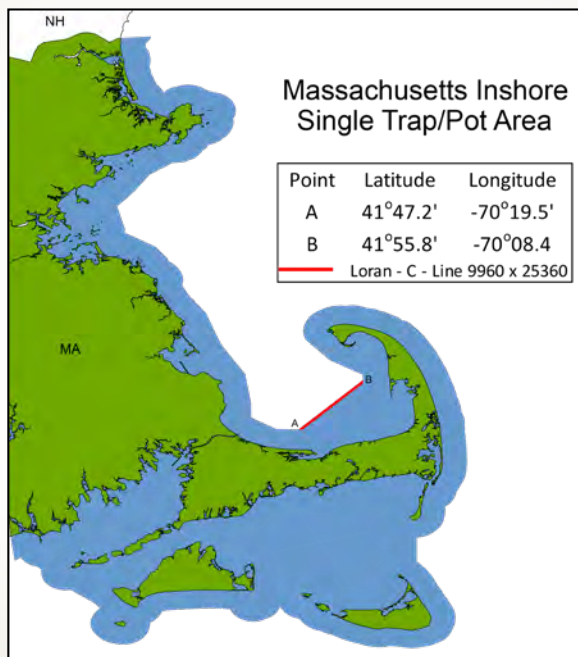 NH
Massachusetts Inshore
Single Trap/Pot Area
Point Latitude Longitude
A 41°47.2' -70°19.5'
B 41°55.8' -70°08.4
Loran - C - Line 9960 x 25360
MA
B
A